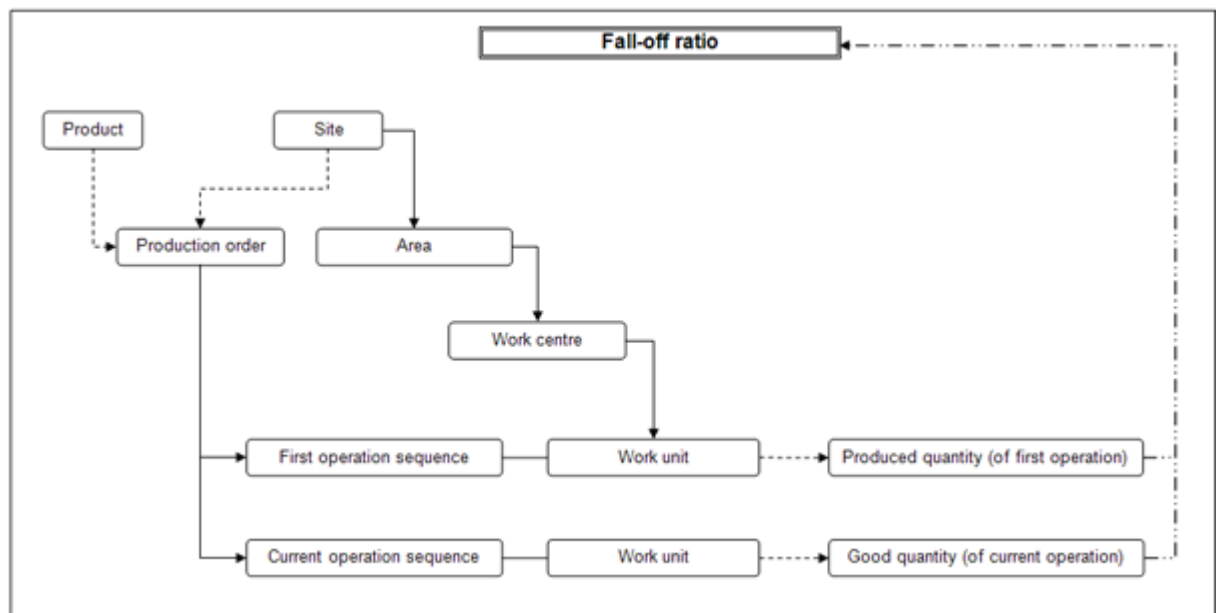 Fall-off ratio
Product
Site
Production order
Area
Work centre
First operation sequence
Work unit
Produced quantity (of first operation)
Current operation sequence
Work unit
Good quantity (of current operation)